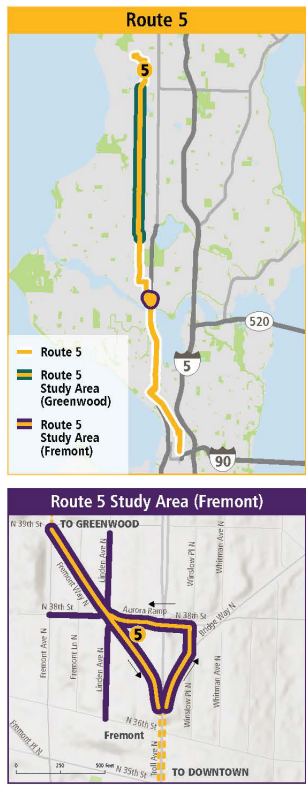 Route 5
5
520
5
90
Route 5
Route 5
Study Area
(Greenwood)
Route 5
Study Area
(Fremont)
Route 5 Study Area (Fremont)
N 39th St
TO GREENWOOD
Fremont Way N
Linden Ave N
Winslow Pl N
Whitman Ave N
N 38th St
Aurora Ramp
N 38th St
Bridge Way N
5
Fremont Ave N
Fremont Ln N
Linden Ave N
Winslow Pl N
Whitman Ave N
Fremont Pl N
Fremont
N 36th St
Troll Ave N
0 250 500 Feet
N 35th St
TO DOWNTOWN